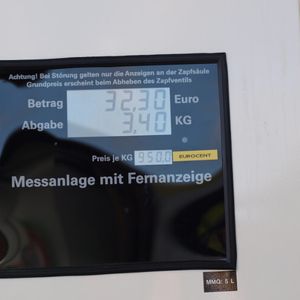 Achtung! Bei Störung gelten nur die Anzeigen an der Zapfsäule
Grundpreis erscheint beim Abheben des Zapfventils
Betrag 32,30 Euro
Abgabe 3,40 KG
Preis je KG 950,0 EUROCENT
Messanlage mit Fernanzeige
MMQ: 5 L